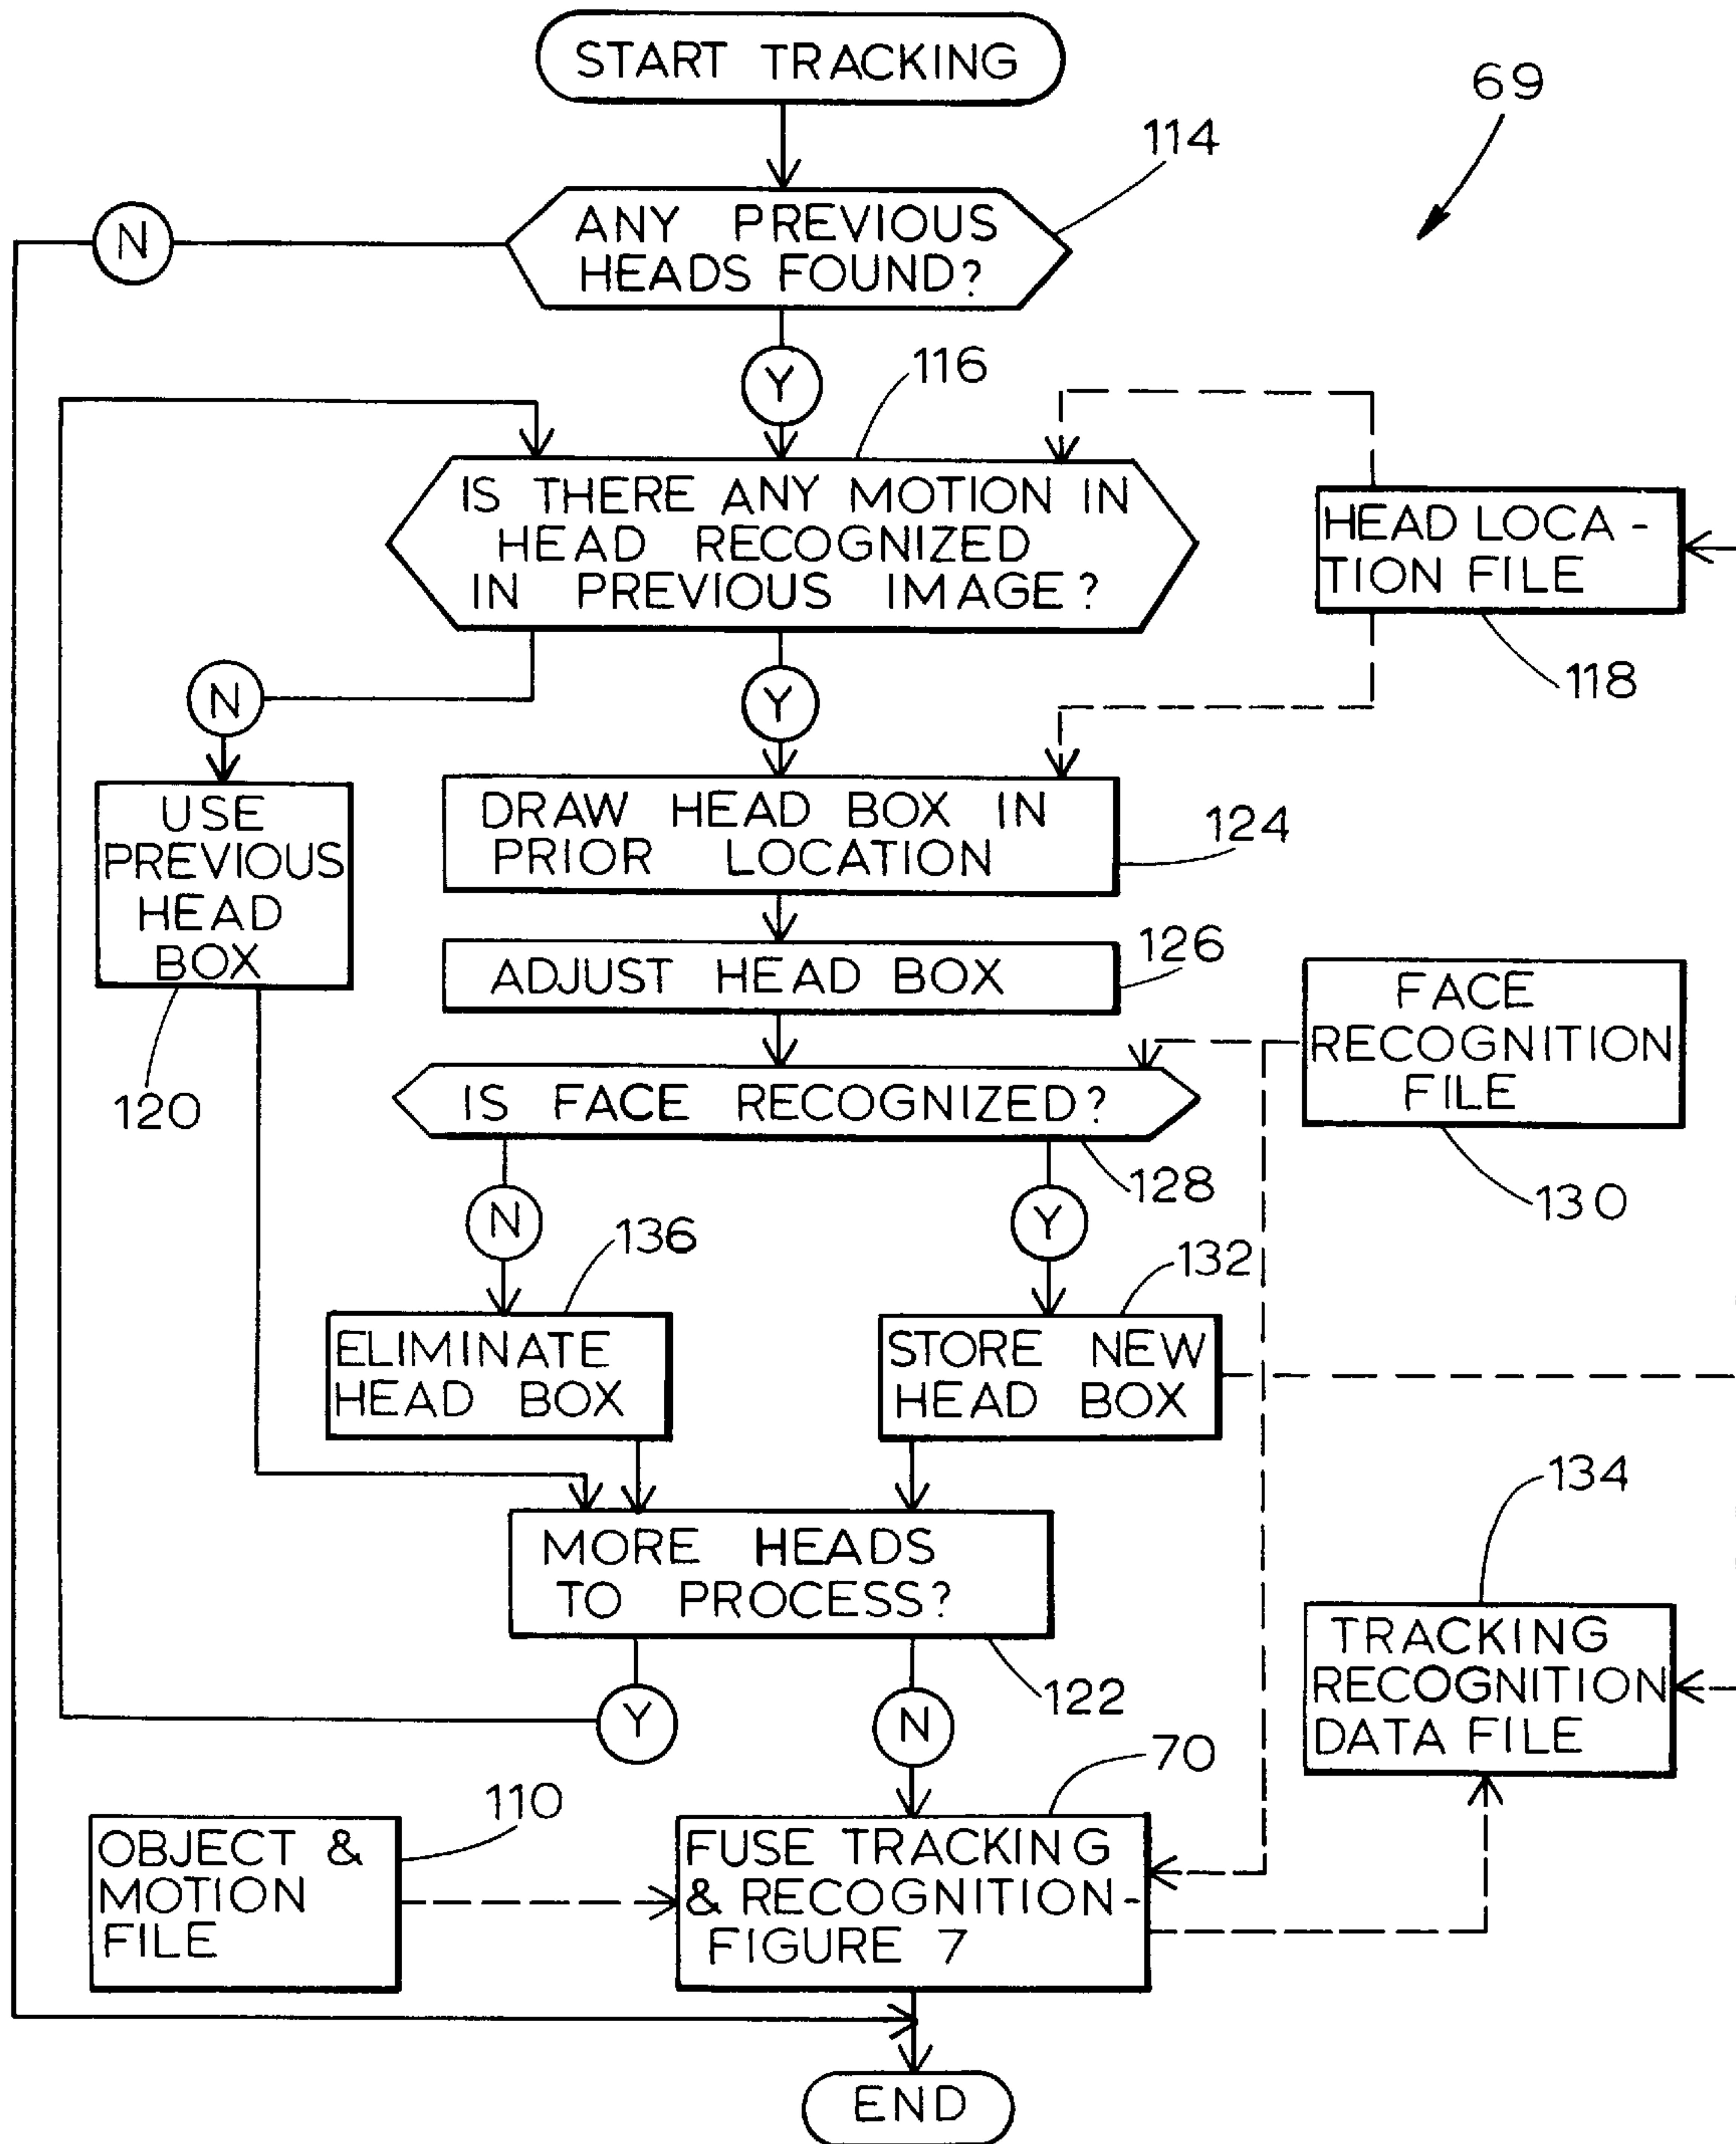 START TRACKING
69
114
N
ANY PREVIOUS
HEADS FOUND?
Y
116
IS THERE ANY MOTION IN
HEAD RECOGNIZED
IN PREVIOUS IMAGE?
HEAD LOCA-
TION FILE
118
N
Y
USE
PREVIOUS
HEAD
BOX
120
DRAW HEAD BOX IN
PRIOR LOCATION
124
ADJUST HEAD BOX
126
FACE
RECOGNITION
FILE
130
IS FACE RECOGNIZED?
128
N
Y
136
132
ELIMINATE
HEAD BOX
STORE NEW
HEAD BOX
134
MORE HEADS
TO PROCESS?
122
TRACKING
RECOGNITION
DATA FILE
Y
N
70
110
OBJECT &
MOTION
FILE
FUSE TRACKING
& RECOGNITION-
FIGURE 7
END